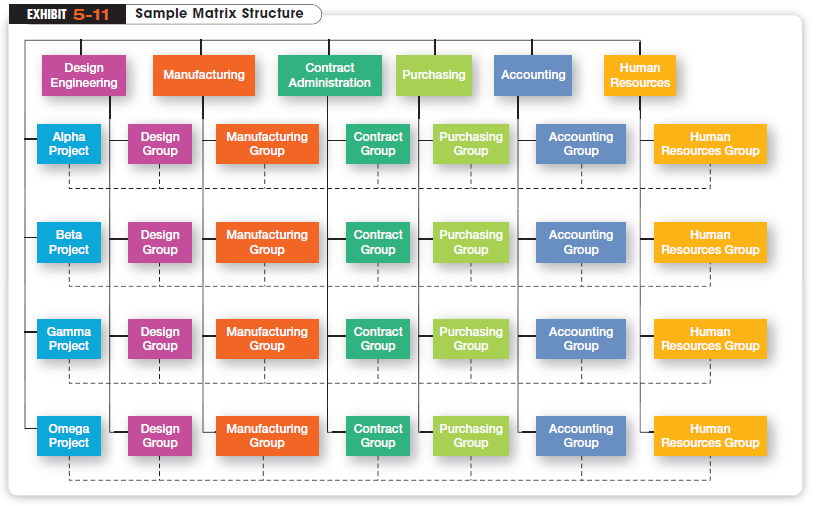 EXHIBIT 5-11 Sample Matrix Structure
Design
Engineering
Manufacturing
Contract
Administration
Purchasing
Accounting
Human
Resources
Alpha
Project
Design
Group
Manufacturing
Group
Contract
Group
Purchasing
Group
Accounting
Group
Human
Resources Group
Beta
Project
Design
Group
Manufacturing
Group
Contract
Group
Purchasing
Group
Accounting
Group
Human
Resources Group
Gamma
Project
Design
Group
Manufacturing
Group
Contract
Group
Purchasing
Group
Accounting
Group
Human
Resources Group
Omega
Project
Design
Group
Manufacturing
Group
Contract
Group
Purchasing
Group
Accounting
Group
Human
Resources Group